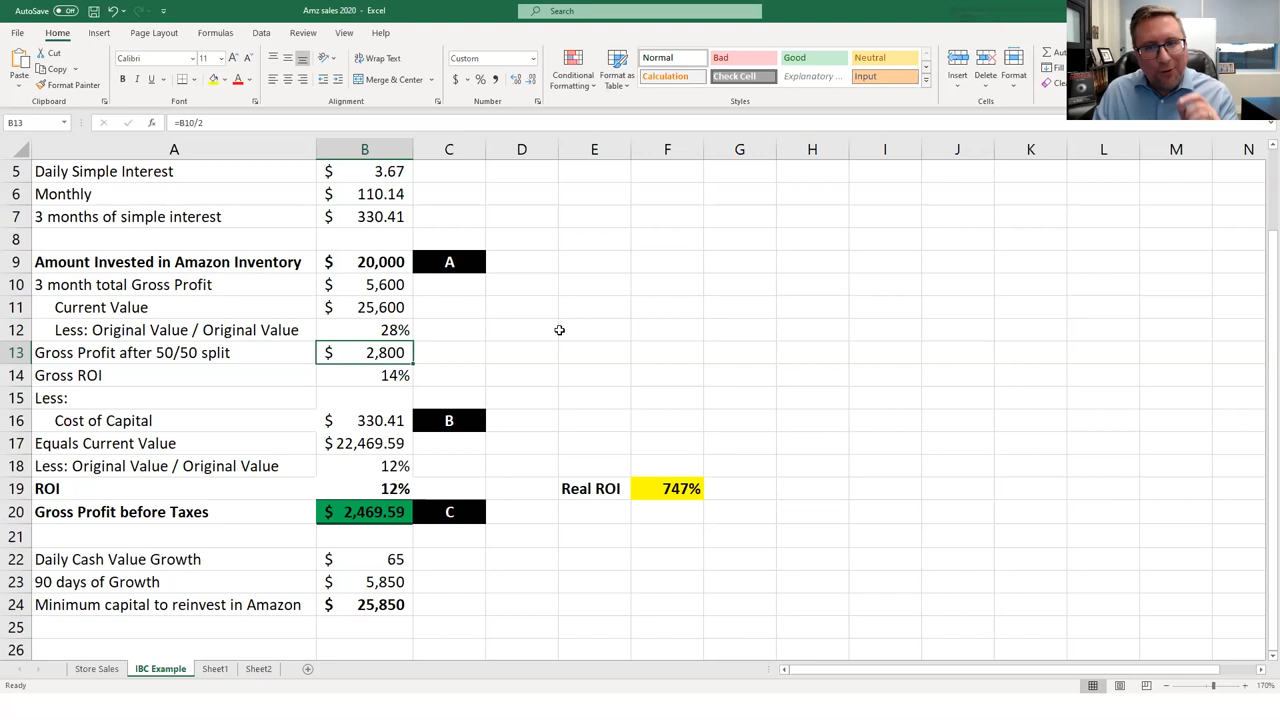 AutoSave Off Amz sales 2020 - Excel Search
File Home Insert Page Layout Formulas Data Review View Help
Cut Calibri 11 A A Wrap Text Custom Normal Bad Good Neutral
Paste Copy Format Painter B I U A Merge & Center $ % 9 Conditional Formatting Format as Table Calculation Check Cell Explanatory ... Input Insert Delete Format
Clipboard Font Alignment Number Styles Cells
B13 fx =B10/2
A B C D E F G H I J K L M N
5 Daily Simple Interest $ 3.67
6 Monthly $ 110.14
7 3 months of simple interest $ 330.41
8
9 Amount Invested in Amazon Inventory $ 20,000 A
10 3 month total Gross Profit $ 5,600
11 Current Value $ 25,600
12 Less: Original Value / Original Value 28%
13 Gross Profit after 50/50 split $ 2,800
14 Gross ROI 14%
15 Less:
16 Cost of Capital $ 330.41 B
17 Equals Current Value $ 22,469.59
18 Less: Original Value / Original Value 12%
19 ROI 12% Real ROI 747%
20 Gross Profit before Taxes $ 2,469.59 C
21
22 Daily Cash Value Growth $ 65
23 90 days of Growth $ 5,850
24 Minimum capital to reinvest in Amazon $ 25,850
25
26
Store Sales IBC Example Sheet1 Sheet2
Ready 170%